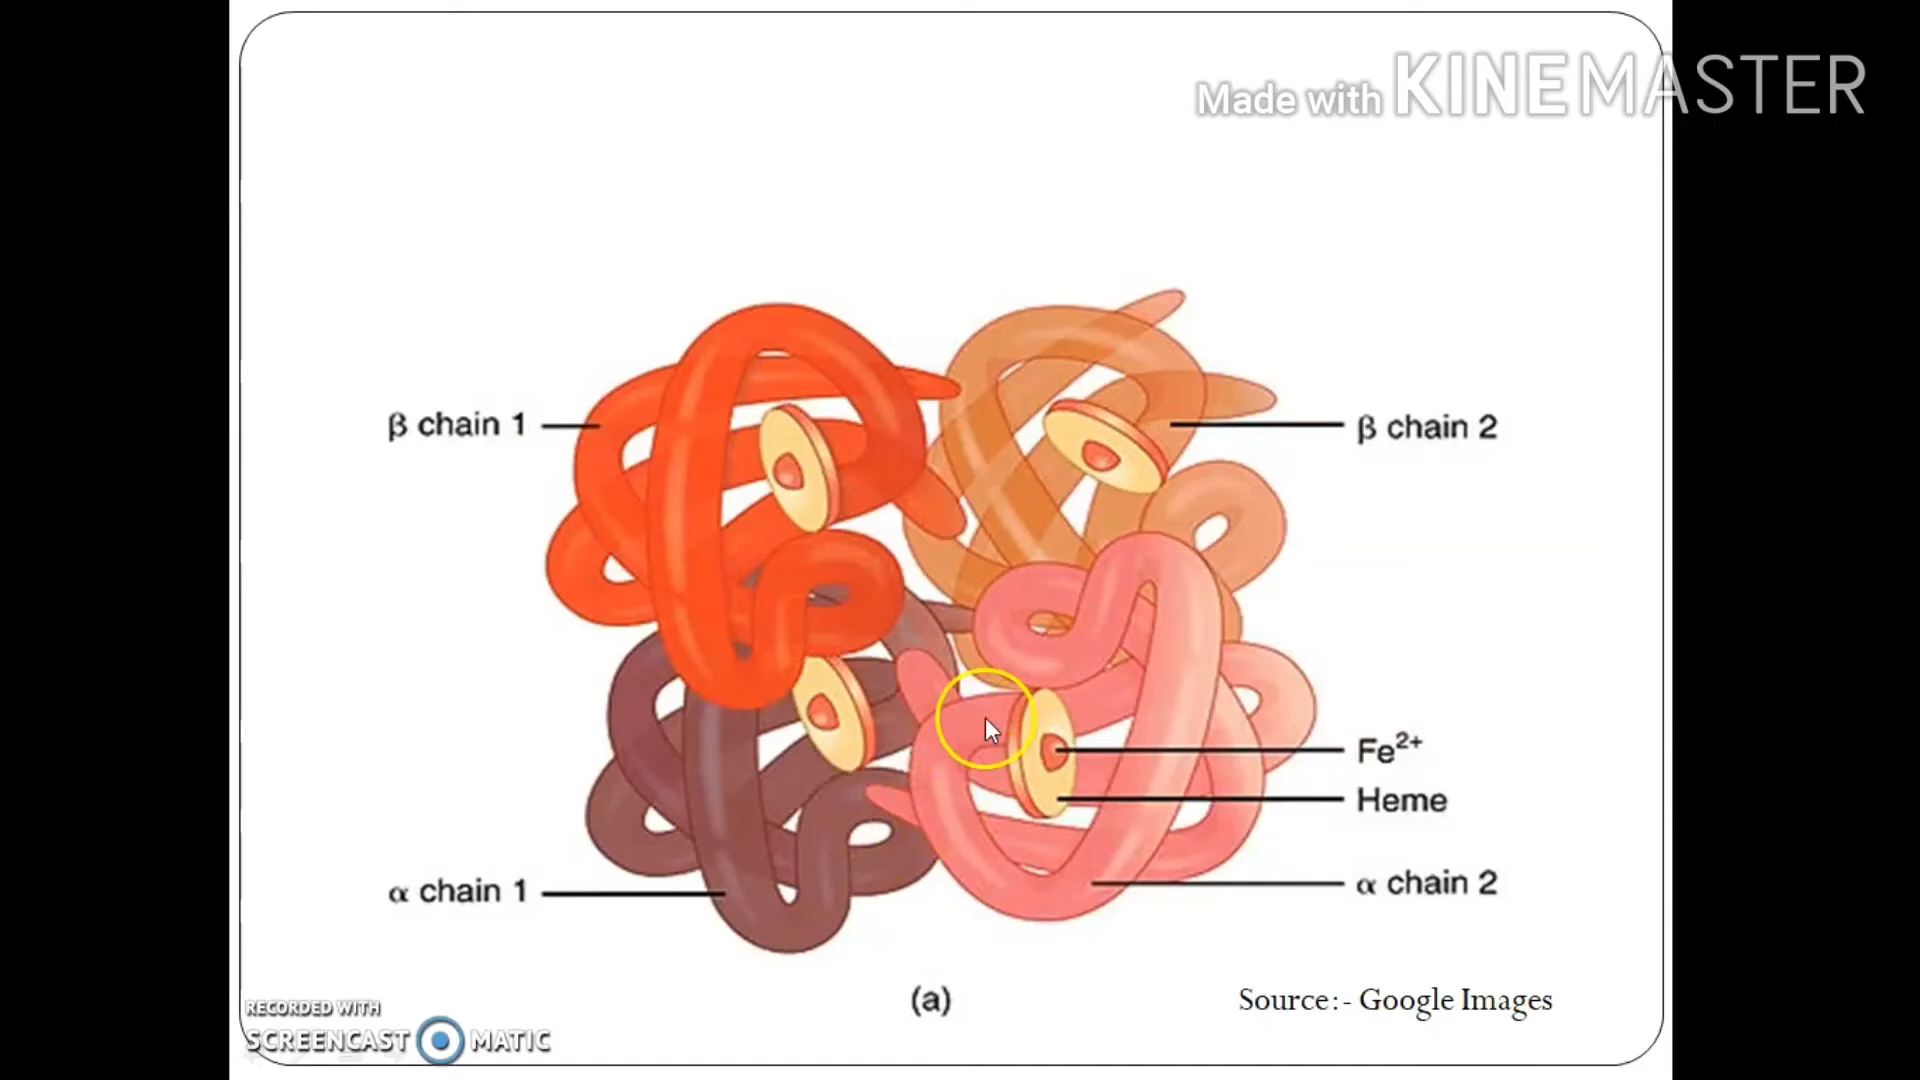 Made with KINEMASTER
β chain 1
β chain 2
Fe²⁺
Heme
α chain 1
α chain 2
(a)
Source:- Google Images
RECORDED WITH
SCREENCAST MATIC